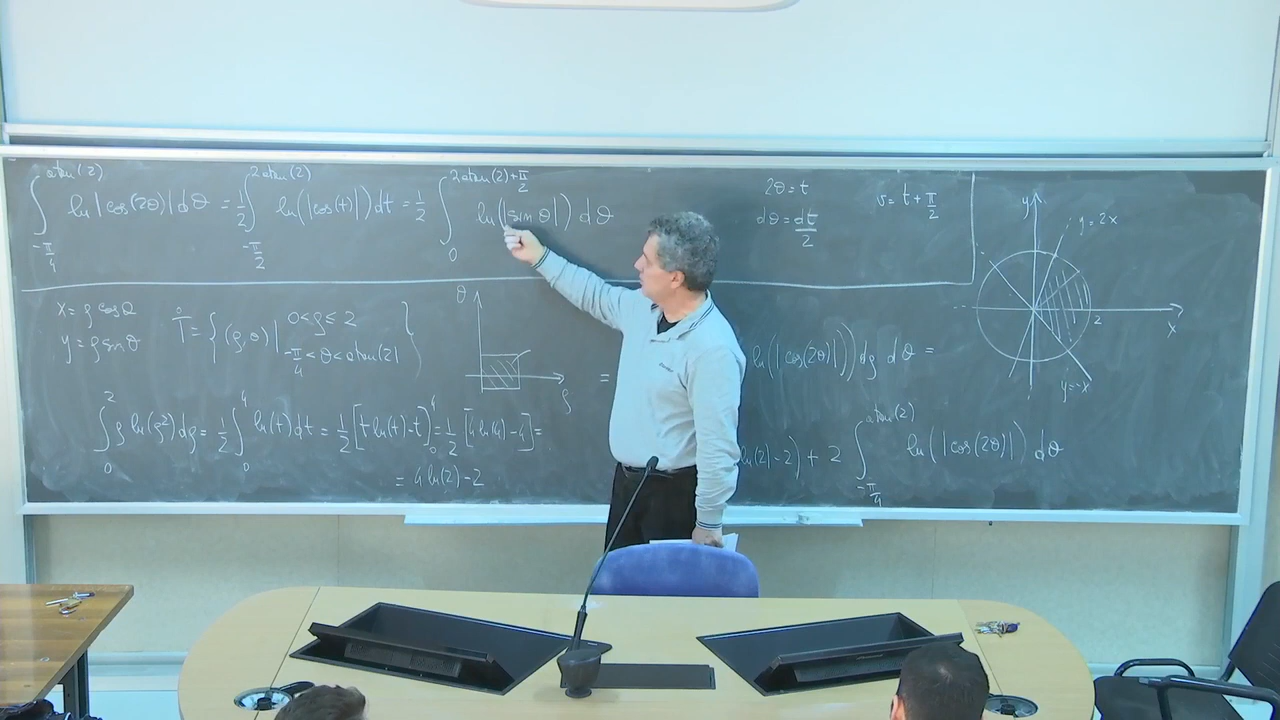 ∫_{-π/4}^{atan(2)} ln|cos(2θ)|dθ = 1/2 ∫_{-π/2}^{2atan(2)} ln(|cos(t)|)dt = 1/2 ∫_0^{2atan(2)+π/2} ln(|sin θ|) dθ
2θ = t
dθ = dt/2
v = t + π/2
x = ρ cos θ
y = ρ sin θ
T̊ = {(ρ,θ) | 0<ρ≤2
-π/4 < θ < atan(2) }
θ
ρ
∫_0^2 ρ ln(ρ²)dρ = 1/2 ∫_0^4 ln(t)dt = 1/2 [t ln(t) - t]_0^4 = 1/2 [4 ln(4) - 4] =
= 4 ln(2) - 2
=
ln(|cos(2θ)|))dρ dθ =
ln(2) - 2) + 2 ∫_{-π/4}^{atan(2)} ln(|cos(2θ)|) dθ
y
y = 2x
2
x
y = -x